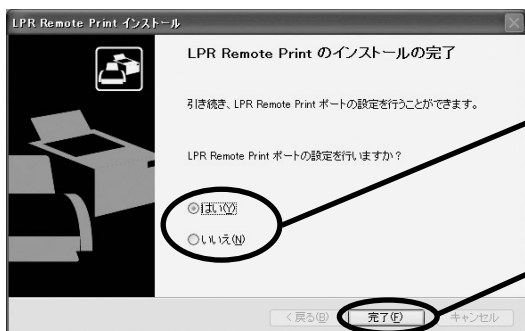 LPR Remote Print インストール
LPR Remote Print のインストールの完了
引き続き、LPR Remote Print ポートの設定を行うことができます。
LPR Remote Print ポートの設定を行いますか？
はい(Y)
いいえ(N)
< 戻る(B)
完了(F)
キャンセル